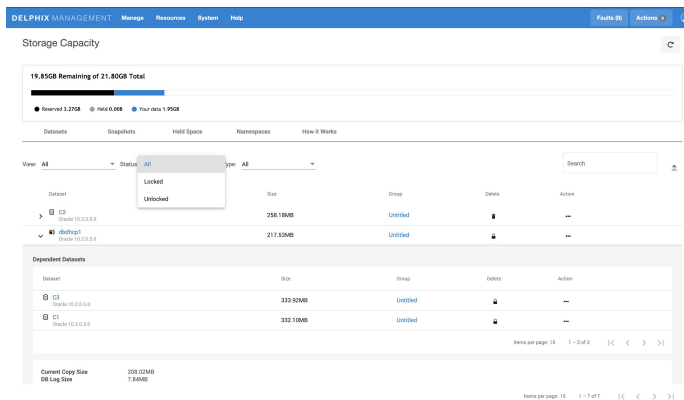 DELPHIX MANAGEMENT Manage Resources System Help Faults (8) Actions 0
Storage Capacity
19.85GB Remaining of 21.80GB Total
Reserved 3.27GB Held 0.00B Your data 1.95GB
Datasets Snapshots Held Space Namespaces How it Works
View: All Status All ype: All Search
Locked
Unlocked
Dataset Size Group Delete Action
C2 258.18MB Untitled •••
Oracle 10.2.0.5.0
dbdhcp1 217.53MB Untitled •••
Oracle 10.2.0.5.0
Dependent Datasets
Dataset Size Group Delete Action
C3 333.92MB Untitled •••
Oracle 10.2.0.5.0
C1 332.10MB Untitled •••
Oracle 10.2.0.5.0
Items per page: 15 1 – 2 of 2
Current Copy Size 208.02MB
DB Log Size 7.84MB
Items per page: 15 1 – 7 of 7